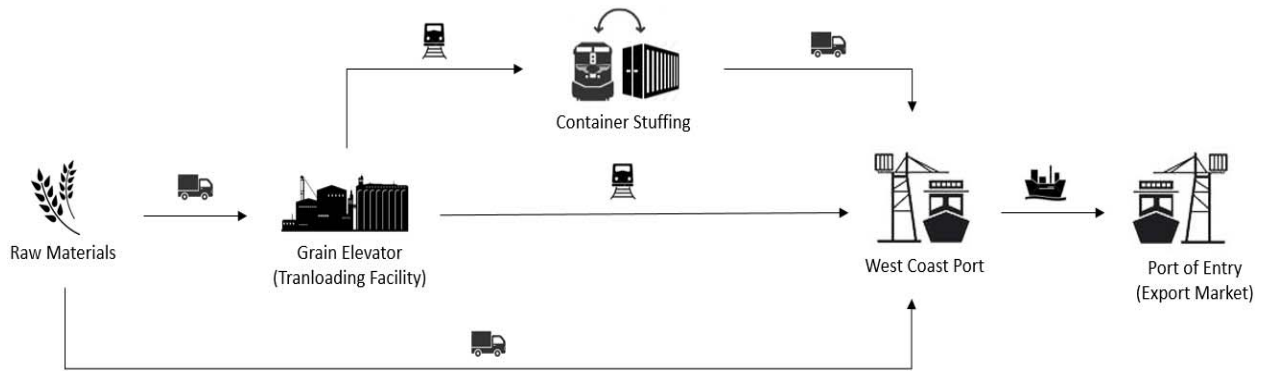 Container Stuffing
Raw Materials
Grain Elevator
(Tranloading Facility)
West Coast Port
Port of Entry
(Export Market)